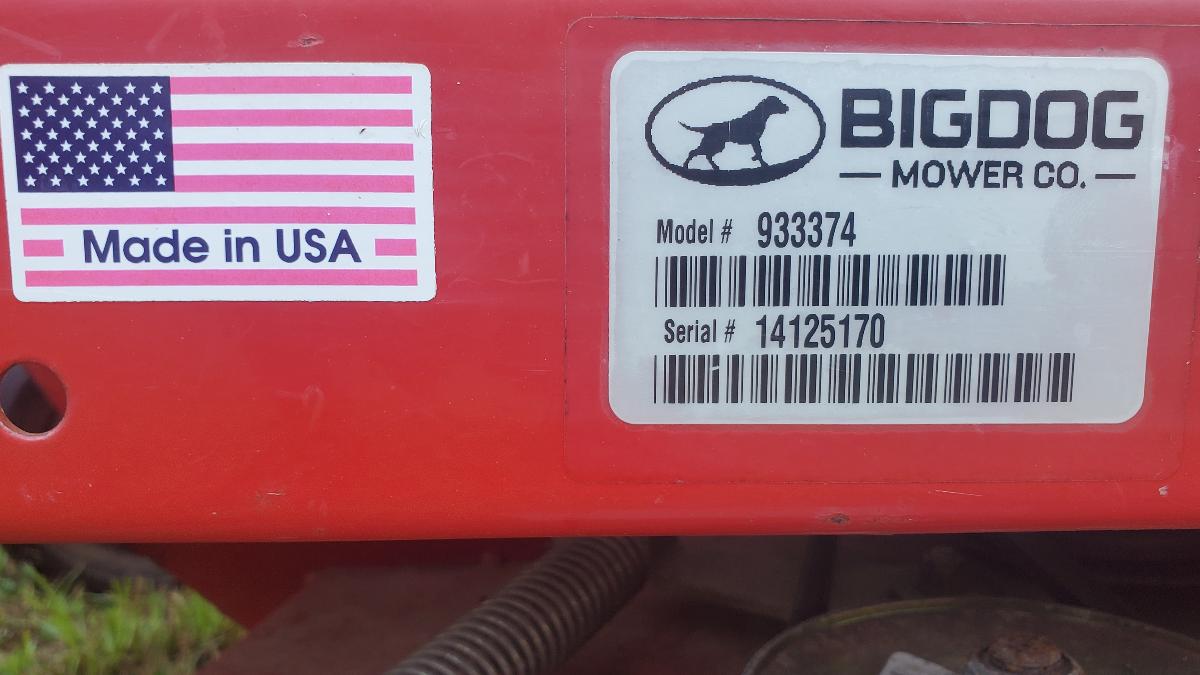 Made in USA
BIGDOG
MOWER CO.
Model # 933374
Serial # 14125170